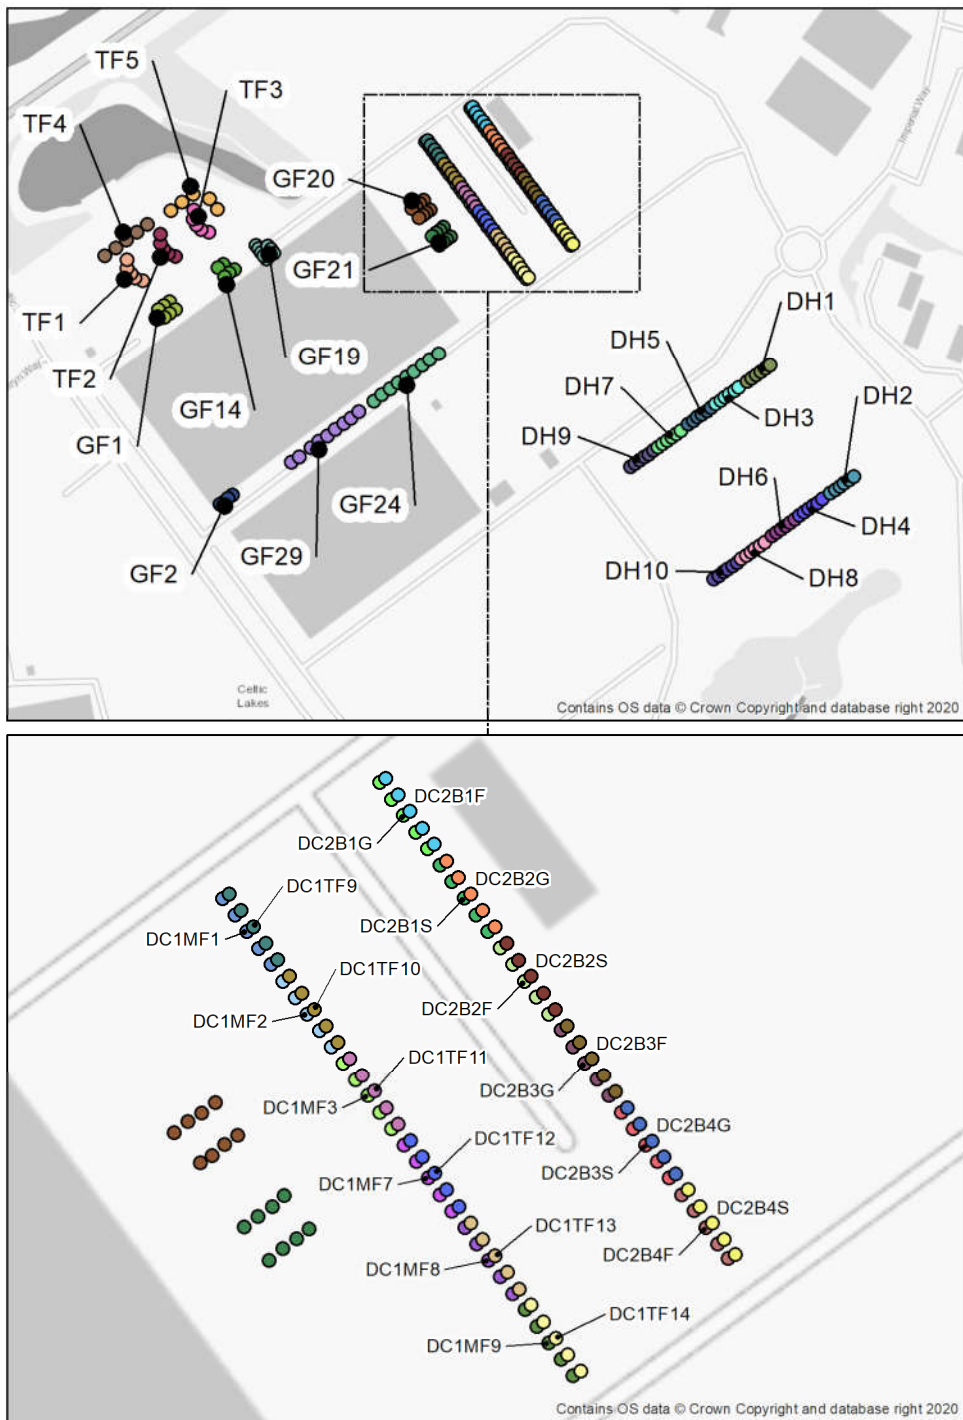 TF5
TF3
TF4
GF20
GF21
TF1
TF2
GF19
GF14
GF1
GF24
GF29
GF2
DH1
DH5
DH7
DH3
DH2
DH9
DH6
DH4
DH10
DH8
Imperial Way
Celtic
Lakes
Contains OS data © Crown Copyright and database right 2020
DC2B1F
DC2B1G
DC2B2G
DC1TF9
DC2B1S
DC1MF1
DC2B2S
DC1TF10
DC2B2F
DC1MF2
DC2B3F
DC1TF11
DC2B3G
DC1MF3
DC2B4G
DC1TF12
DC2B3S
DC1MF7
DC2B4S
DC1TF13
DC2B4F
DC1MF8
DC1TF14
DC1MF9
Contains OS data © Crown Copyright and database right 2020